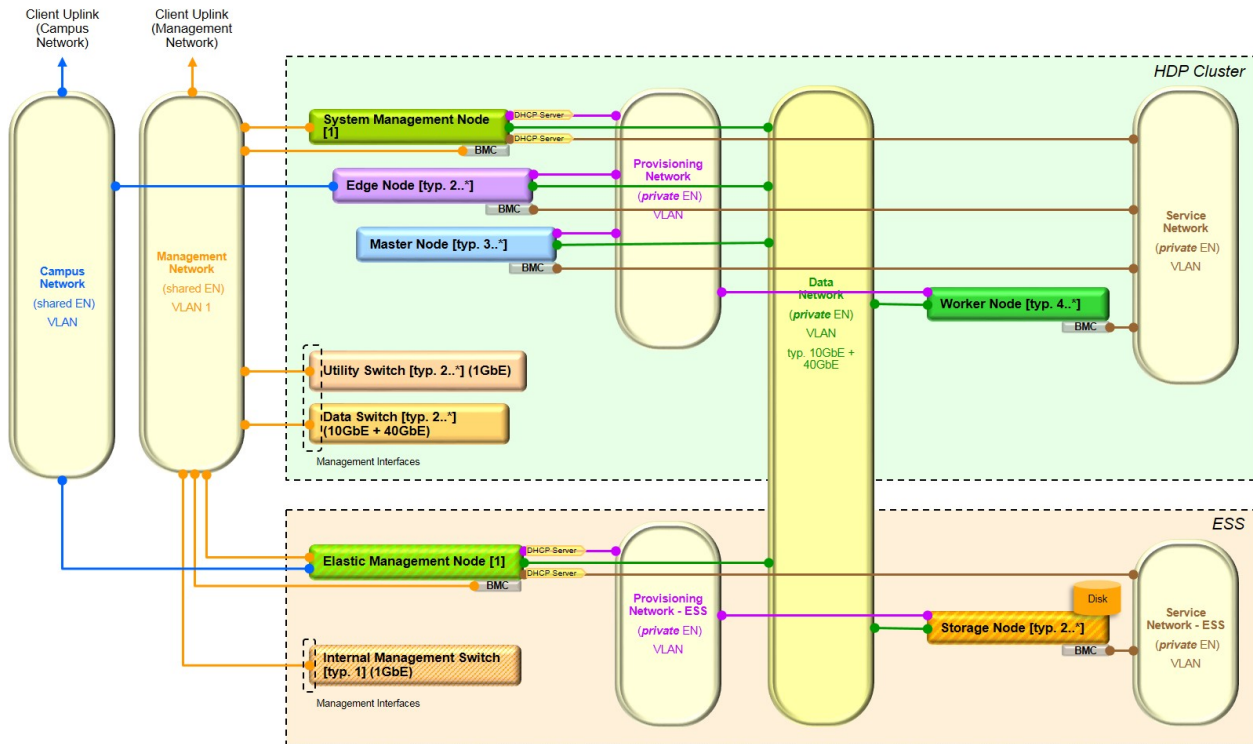 Client Uplink
(Campus
Network)
Client Uplink
(Management
Network)
HDP Cluster
System Management Node
[1]
DHCP Server
DHCP Server
BMC
Edge Node [typ. 2..*]
BMC
Master Node [typ. 3..*]
BMC
Provisioning
Network
(private EN)
VLAN
Campus
Network
(shared EN)
VLAN
Management
Network
(shared EN)
VLAN 1
Data
Network
(private EN)
VLAN
typ. 10GbE +
40GbE
Worker Node [typ. 4..*]
BMC
Service
Network
(private EN)
VLAN
Utility Switch [typ. 2..*] (1GbE)
Data Switch [typ. 2..*]
(10GbE + 40GbE)
Management Interfaces
ESS
Elastic Management Node [1]
DHCP Server
DHCP Server
BMC
Provisioning
Network - ESS
(private EN)
VLAN
Disk
Storage Node [typ. 2..*]
BMC
Service
Network - ESS
(private EN)
VLAN
Internal Management Switch
[typ. 1] (1GbE)
Management Interfaces